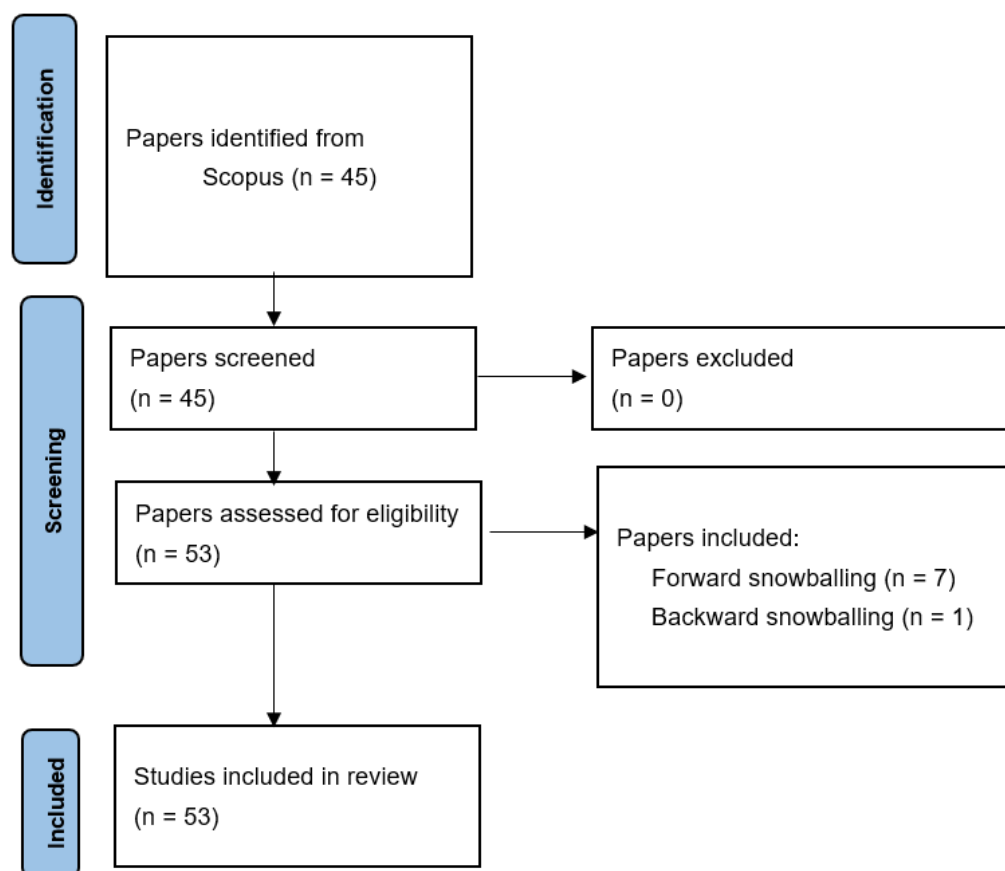 Identification
Papers identified from
Scopus (n = 45)
Screening
Papers screened
(n = 45)
Papers excluded
(n = 0)
Papers assessed for eligibility
(n = 53)
Papers included:
Forward snowballing (n = 7)
Backward snowballing (n = 1)
Included
Studies included in review
(n = 53)